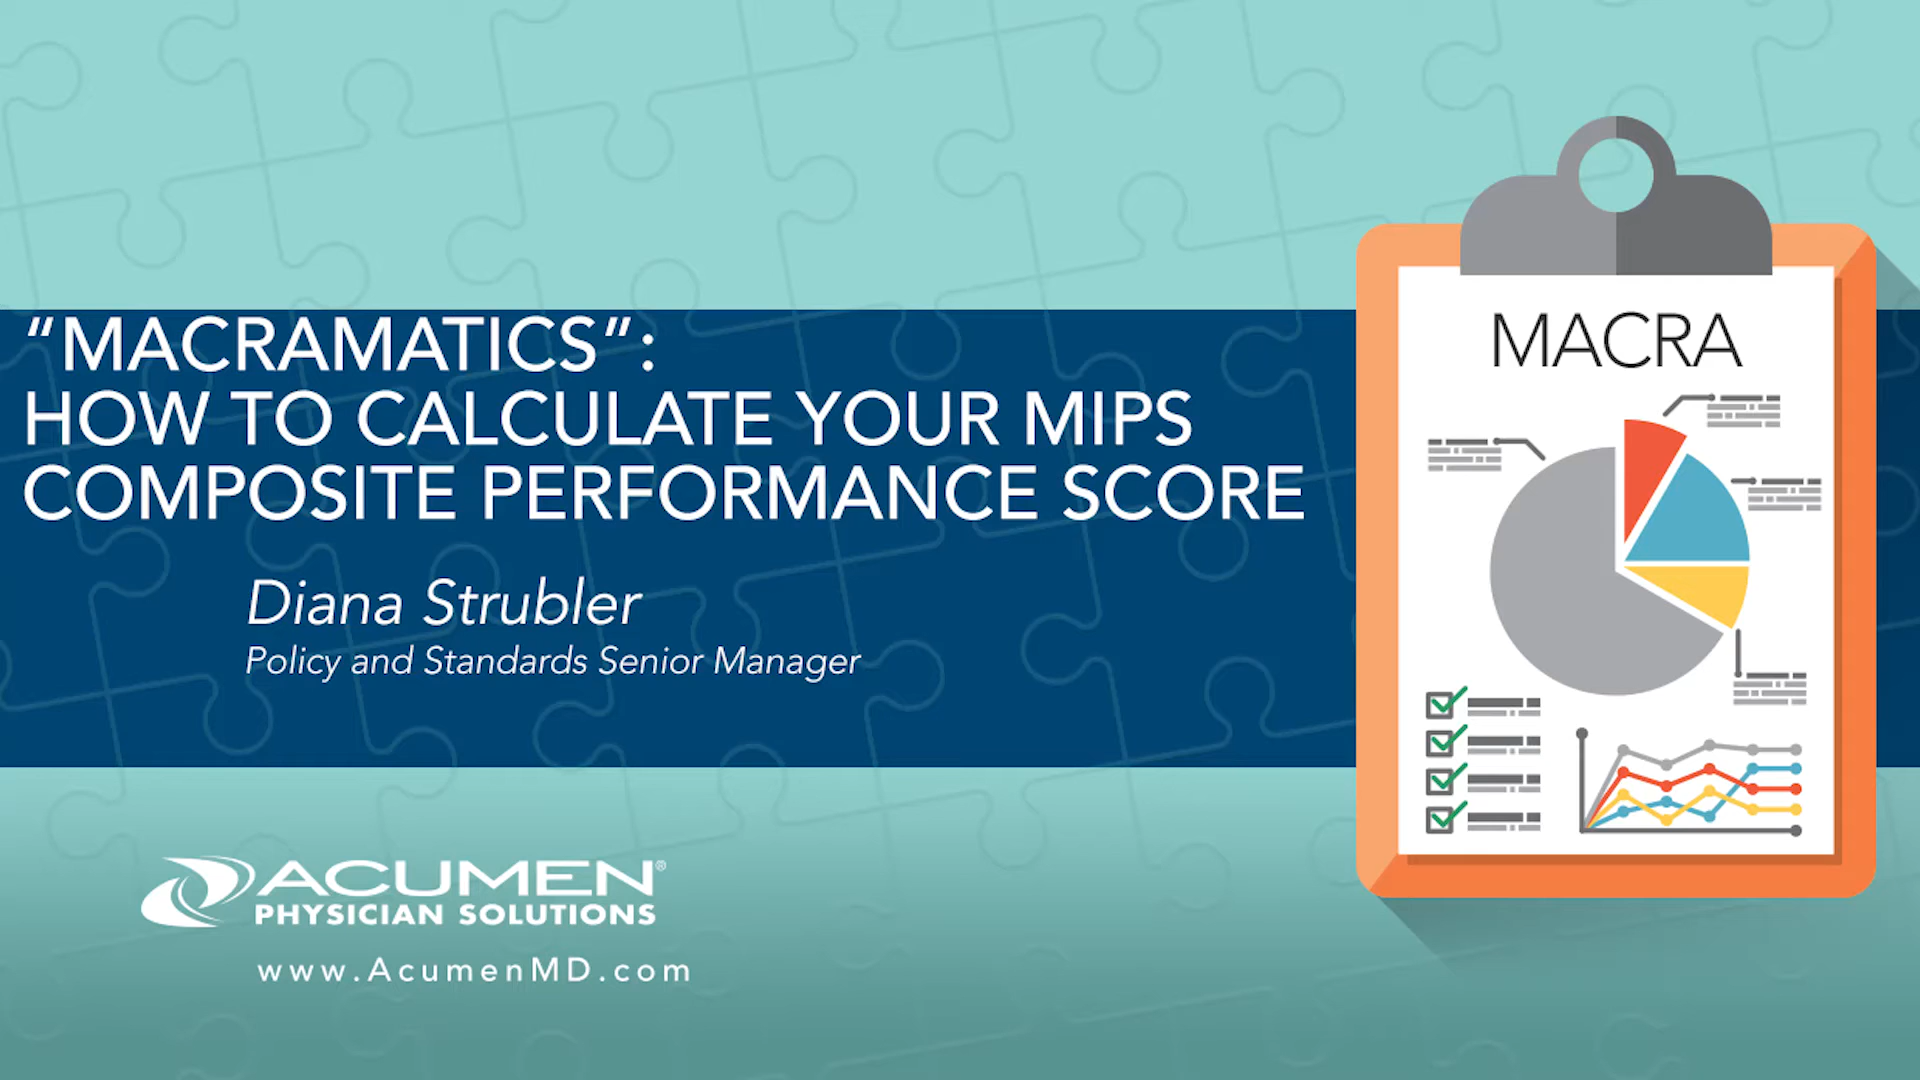 “MACRAMATICS”:
HOW TO CALCULATE YOUR MIPS
COMPOSITE PERFORMANCE SCORE
Diana Strubler
Policy and Standards Senior Manager
ACUMEN®
PHYSICIAN SOLUTIONS
www.AcumenMD.com
MACRA